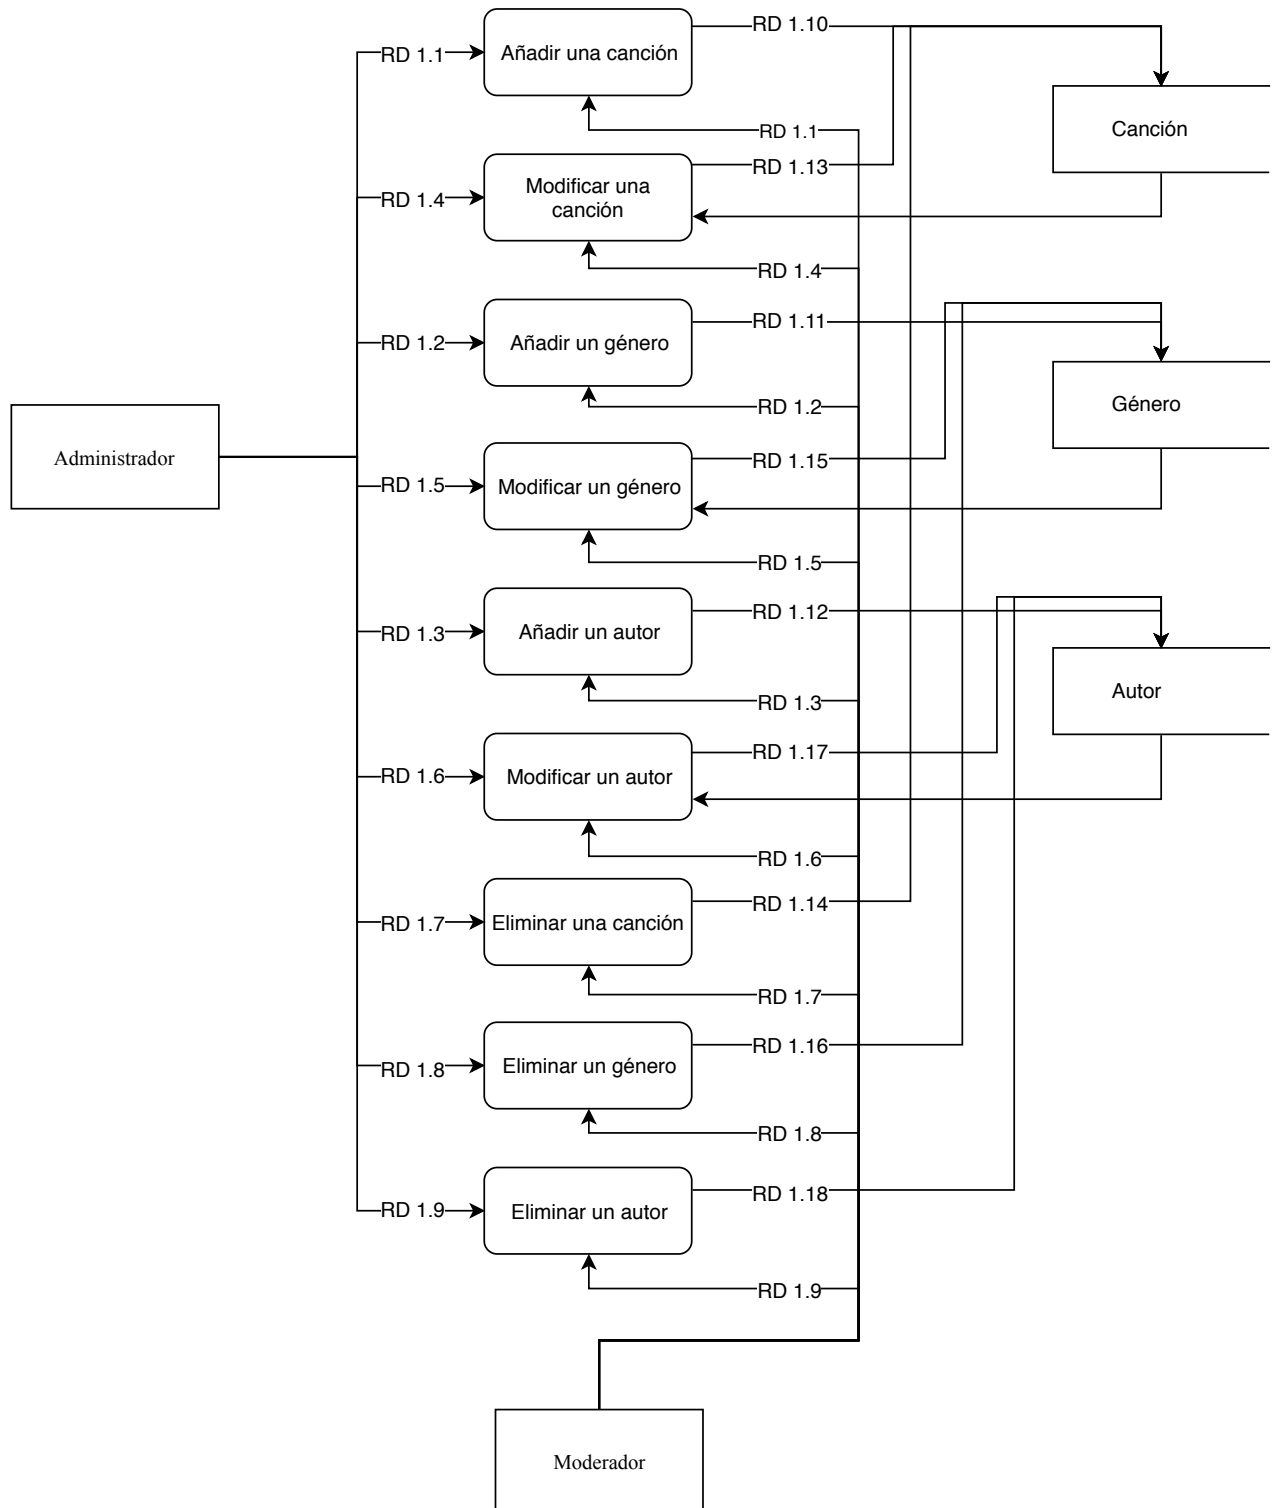 RD 1.10
RD 1.1
Añadir una canción
Canción
RD 1.1
RD 1.13
RD 1.4
Modificar una
canción
RD 1.4
RD 1.11
RD 1.2
Añadir un género
Género
RD 1.2
Administrador
RD 1.15
RD 1.5
Modificar un género
RD 1.5
RD 1.12
RD 1.3
Añadir un autor
Autor
RD 1.3
RD 1.17
RD 1.6
Modificar un autor
RD 1.6
RD 1.14
RD 1.7
Eliminar una canción
RD 1.7
RD 1.16
RD 1.8
Eliminar un género
RD 1.8
RD 1.18
RD 1.9
Eliminar un autor
RD 1.9
Moderador